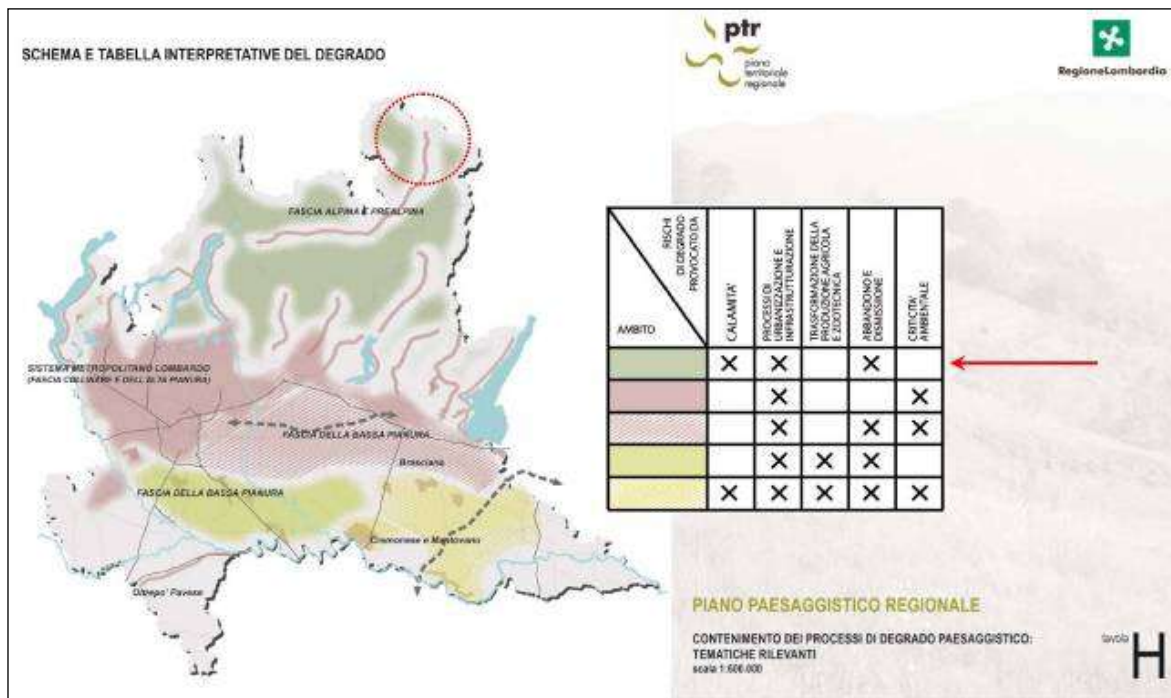 SCHEMA E TABELLA INTERPRETATIVE DEL DEGRADO
ptr
piano
territoriale
regionale
RegioneLombardia
FASCIA ALPINA E PREALPINA
SISTEMA METROPOLITANO LOMBARDO
(FASCIA COLLINARE E DELL'ALTA PIANURA)
FASCIA DELLA BASSA PIANURA
Bresciano
FASCIA DELLA BASSA PIANURA
Cremonese e Mantovano
Oltrepo' Pavese
RISCHI
DI DEGRADO
PROVOCATO DA
AMBITO
CALAMITA'
PROCESSI DI
URBANIZZAZIONE E
INFRASTRUTTURAZIONE
TRASFORMAZIONE DELLA
PRODUZIONE AGRICOLA
E ZOOTECNICA
ABBANDONO E
DISMISSIONE
CRITICITA'
AMBIENTALE
X X X
X X
X X X
X X X
X X X X X
PIANO PAESAGGISTICO REGIONALE
CONTENIMENTO DEI PROCESSI DI DEGRADO PAESAGGISTICO:
TEMATICHE RILEVANTI
scala 1:600.000
tavola
H